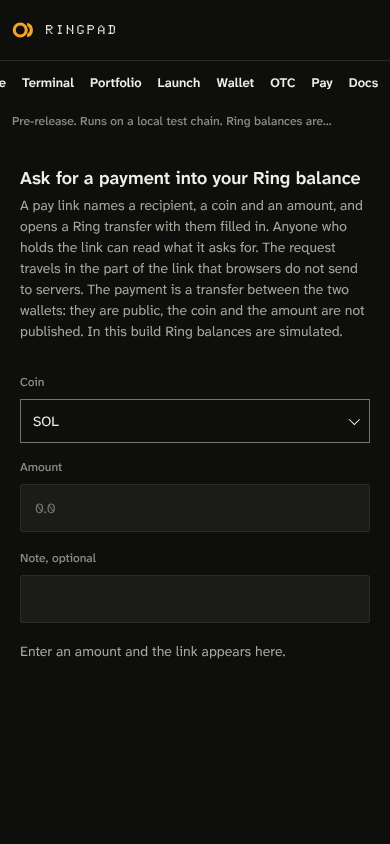 RINGPAD
e Terminal Portfolio Launch Wallet OTC Pay Docs
Pre-release. Runs on a local test chain. Ring balances are...
Ask for a payment into your Ring balance
A pay link names a recipient, a coin and an amount, and
opens a Ring transfer with them filled in. Anyone who
holds the link can read what it asks for. The request
travels in the part of the link that browsers do not send
to servers. The payment is a transfer between the two
wallets: they are public, the coin and the amount are not
published. In this build Ring balances are simulated.
Coin
SOL
Amount
0.0
Note, optional
Enter an amount and the link appears here.